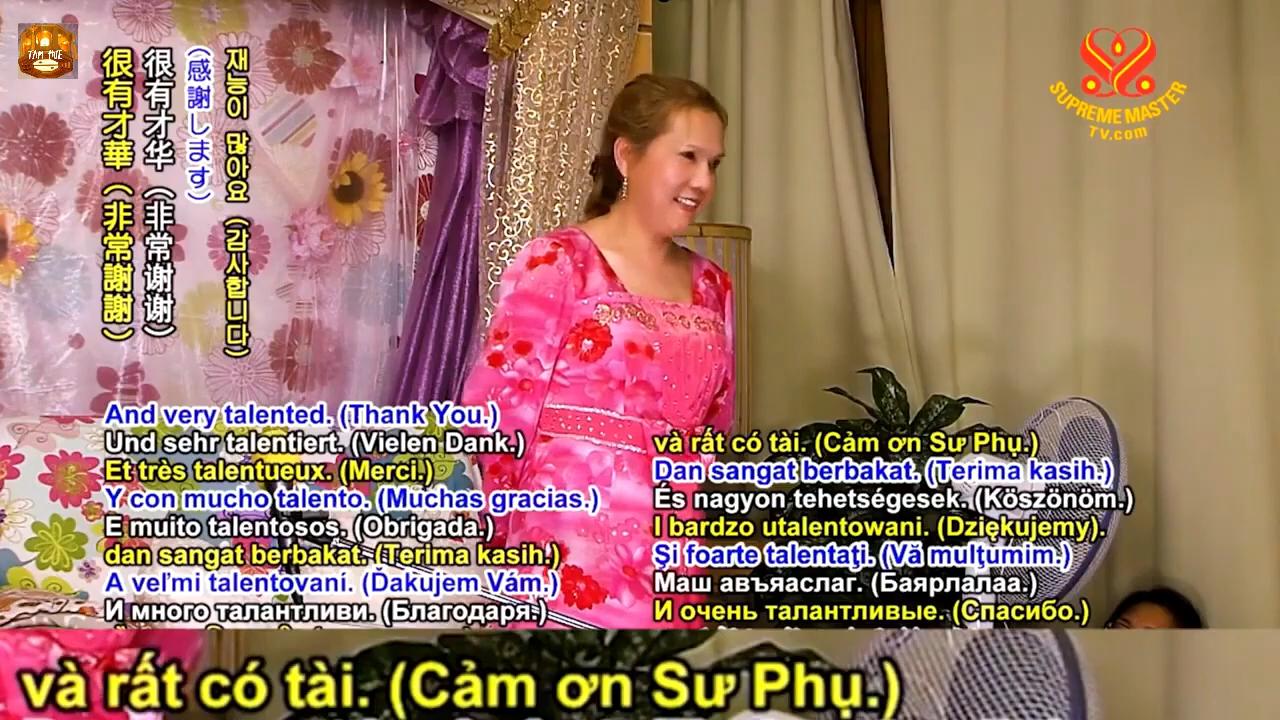 TÂM HUỆ
SUPREME MASTER
TV.com
很有才華（非常謝謝）
很有才华（非常谢谢）
（感謝します）
재능이 많아요 (감사합니다)
And very talented. (Thank You.)
Und sehr talentiert. (Vielen Dank.)
Et très talentueux. (Merci.)
Y con mucho talento. (Muchas gracias.)
E muito talentosos. (Obrigada.)
dan sangat berbakat. (Terima kasih.)
A veľmi talentovaní. (Ďakujem Vám.)
И много талантливи. (Благодаря.)
và rất có tài. (Cảm ơn Sư Phụ.)
Dan sangat berbakat. (Terima kasih.)
És nagyon tehetségesek. (Köszönöm.)
I bardzo utalentowani. (Dziękujemy).
Şi foarte talentaţi. (Vă mulţumim.)
Маш авъяаслаг. (Баярлалаа.)
И очень талантливые. (Спасибо.)
và rất có tài. (Cảm ơn Sư Phụ.)